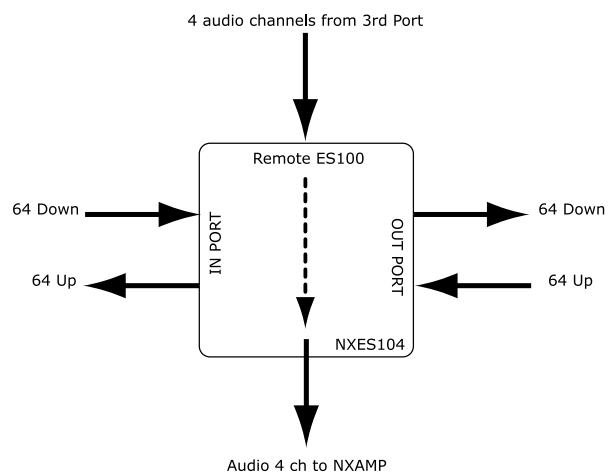 4 audio channels from 3rd Port
Remote ES100
64 Down
IN PORT
OUT PORT
64 Down
64 Up
64 Up
NXES104
Audio 4 ch to NXAMP